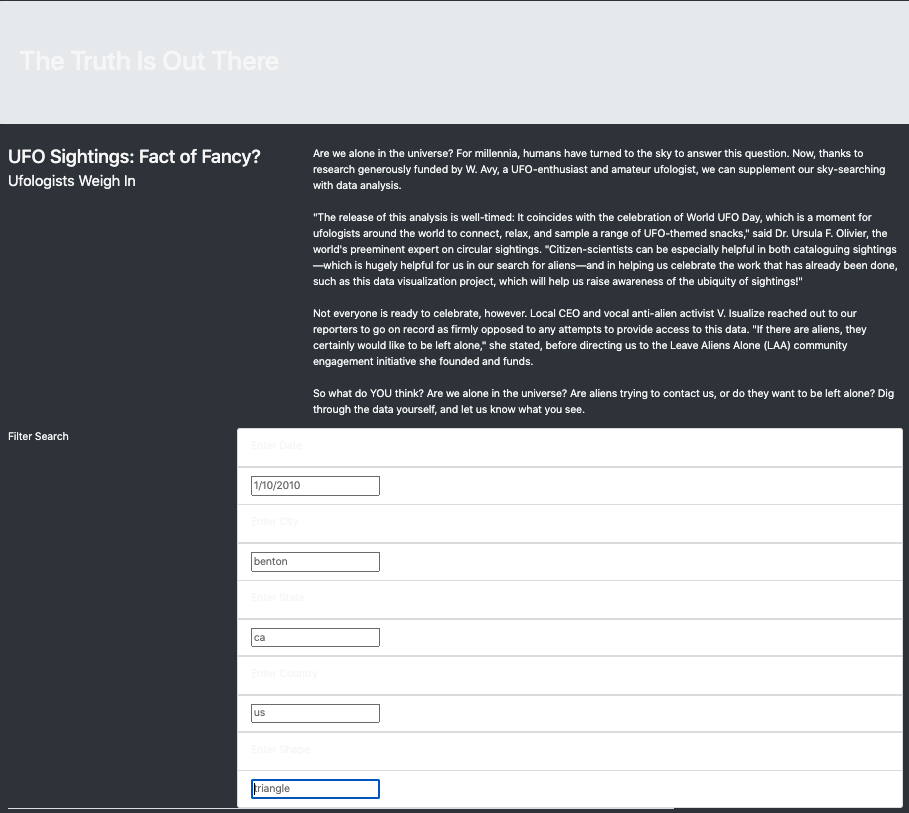 The Truth Is Out There
UFO Sightings: Fact of Fancy?
Ufologists Weigh In
Are we alone in the universe? For millennia, humans have turned to the sky to answer this question. Now, thanks to
research generously funded by W. Avy, a UFO-enthusiast and amateur ufologist, we can supplement our sky-searching
with data analysis.
"The release of this analysis is well-timed: It coincides with the celebration of World UFO Day, which is a moment for
ufologists around the world to connect, relax, and sample a range of UFO-themed snacks," said Dr. Ursula F. Olivier, the
world's preeminent expert on circular sightings. "Citizen-scientists can be especially helpful in both cataloguing sightings
—which is hugely helpful for us in our search for aliens—and in helping us celebrate the work that has already been done,
such as this data visualization project, which will help us raise awareness of the ubiquity of sightings!"
Not everyone is ready to celebrate, however. Local CEO and vocal anti-alien activist V. Isualize reached out to our
reporters to go on record as firmly opposed to any attempts to provide access to this data. "If there are aliens, they
certainly would like to be left alone," she stated, before directing us to the Leave Aliens Alone (LAA) community
engagement initiative she founded and funds.
So what do YOU think? Are we alone in the universe? Are aliens trying to contact us, or do they want to be left alone? Dig
through the data yourself, and let us know what you see.
Filter Search
Enter Date
1/10/2010
Enter City
benton
Enter State
ca
Enter Country
us
Enter Shape
triangle